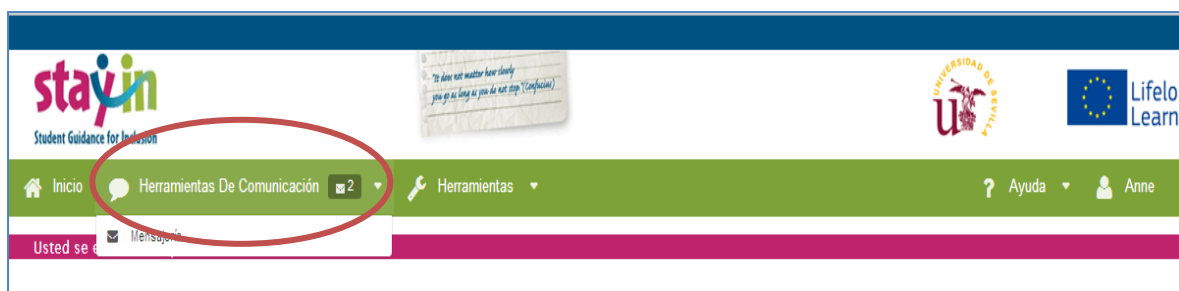 stayin
Student Guidance for Inclusion
"It does not matter how slowly
you go as long as you do not stop."(Confucius)
UNIVERSIDAD DE SEVILLA
Lifelo
Learn
Inicio
Herramientas De Comunicación 2
Herramientas
Ayuda
Anne
Mensajería
Usted se e